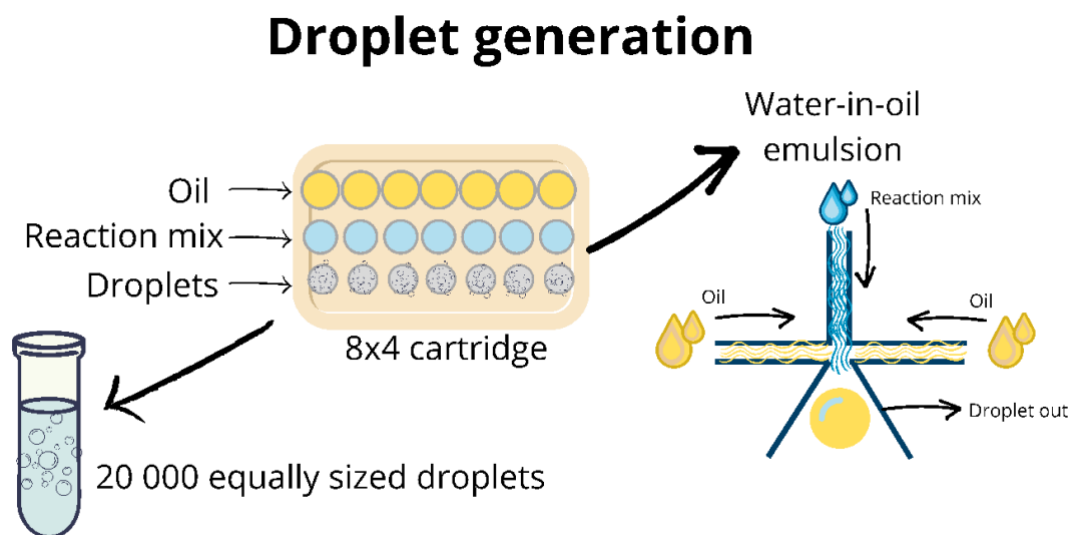 Droplet generation
Water-in-oil
emulsion
Oil
Reaction mix
Droplets
8x4 cartridge
20 000 equally sized droplets
Reaction mix
Oil
Oil
Droplet out